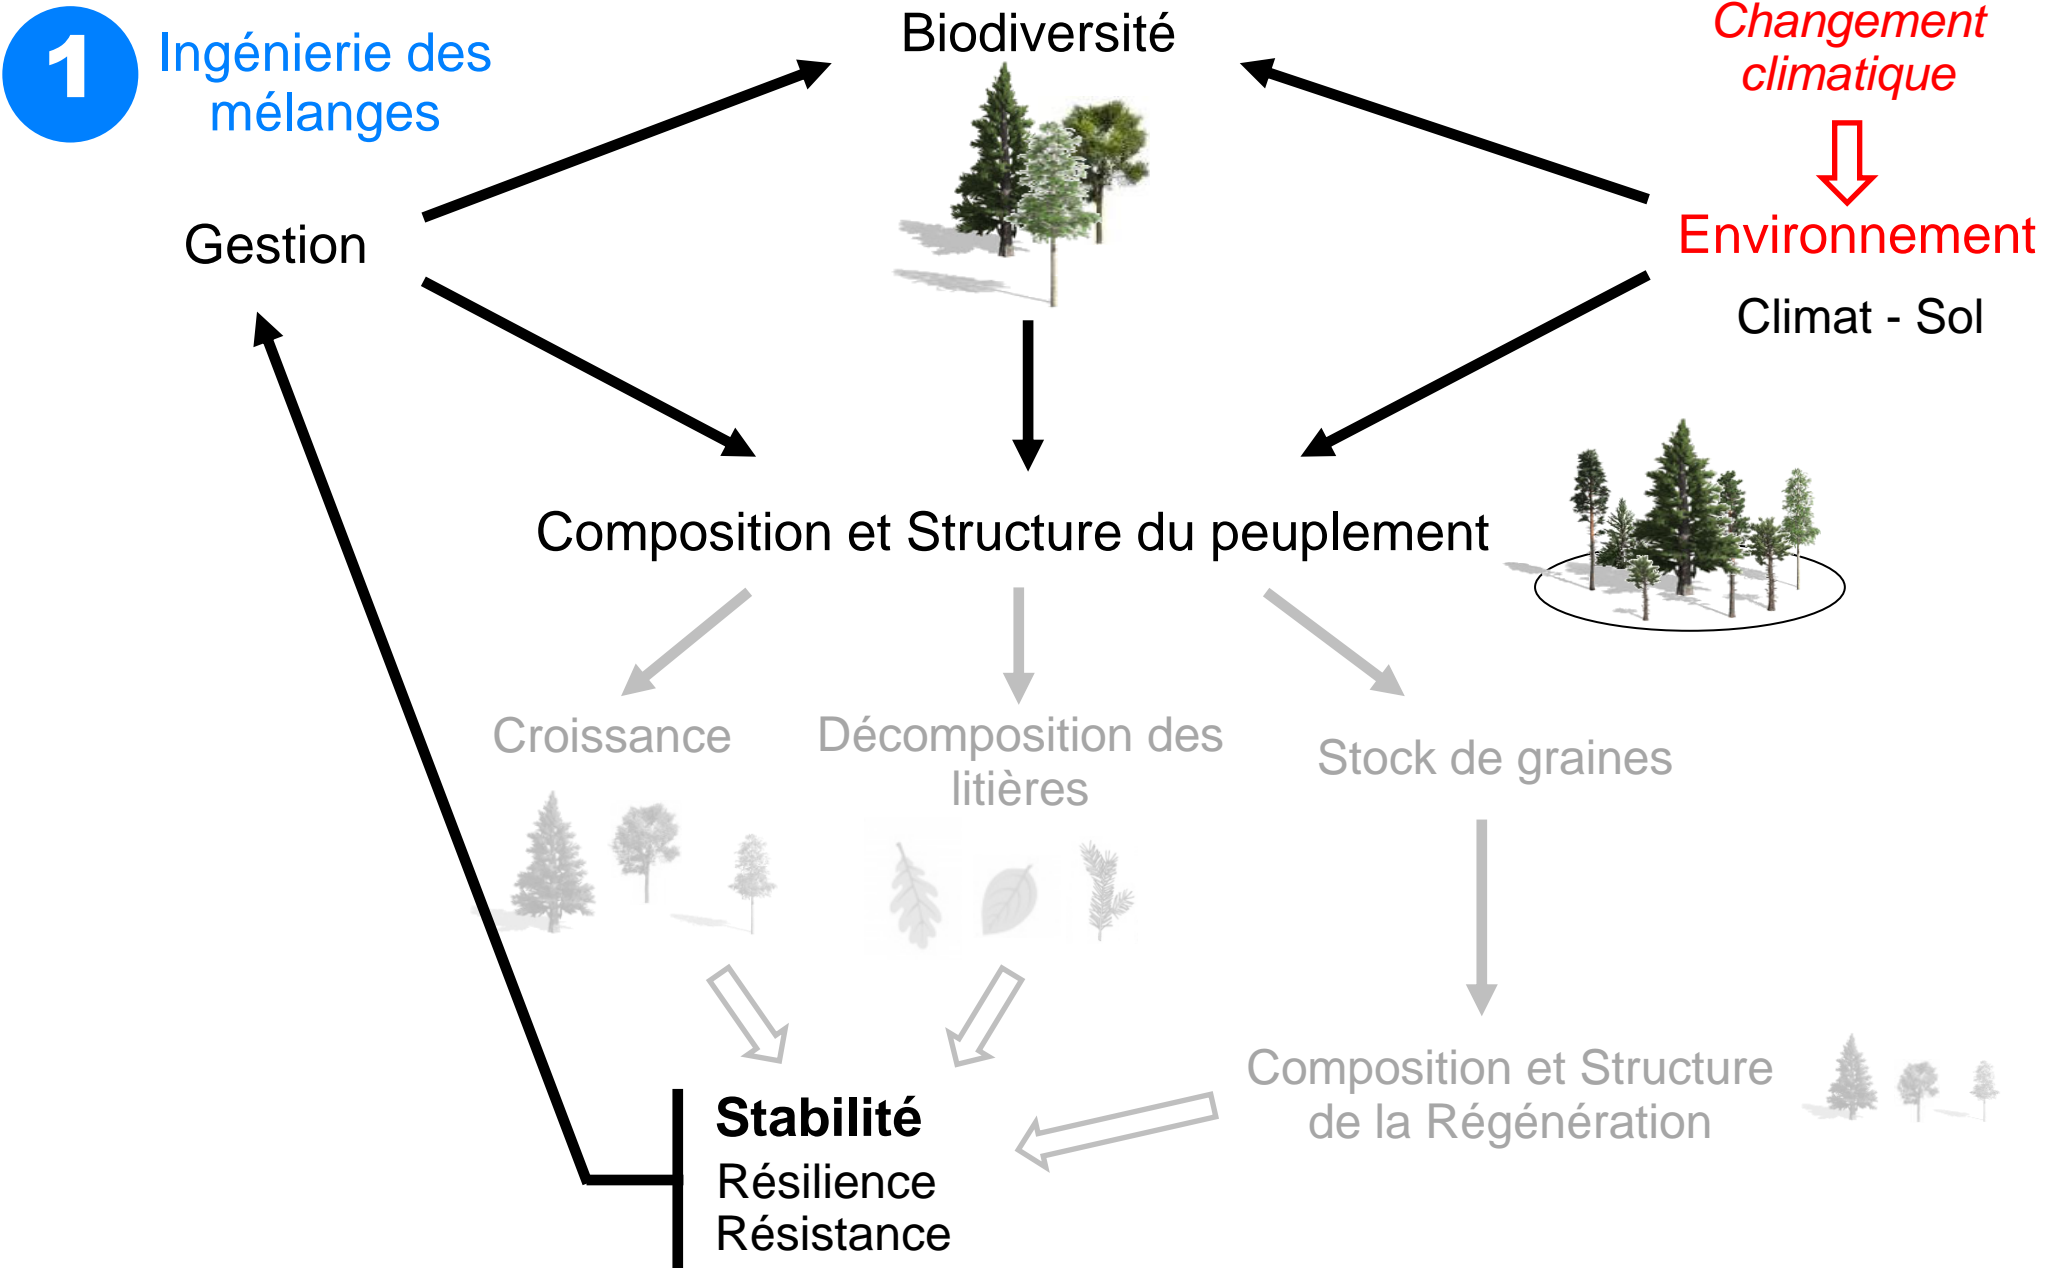 1
Ingénierie des
mélanges
Biodiversité
Changement
climatique
Gestion
Environnement
Climat - Sol
Composition et Structure du peuplement
Croissance
Décomposition des
litières
Stock de graines
Composition et Structure
de la Régénération
Stabilité
Résilience
Résistance